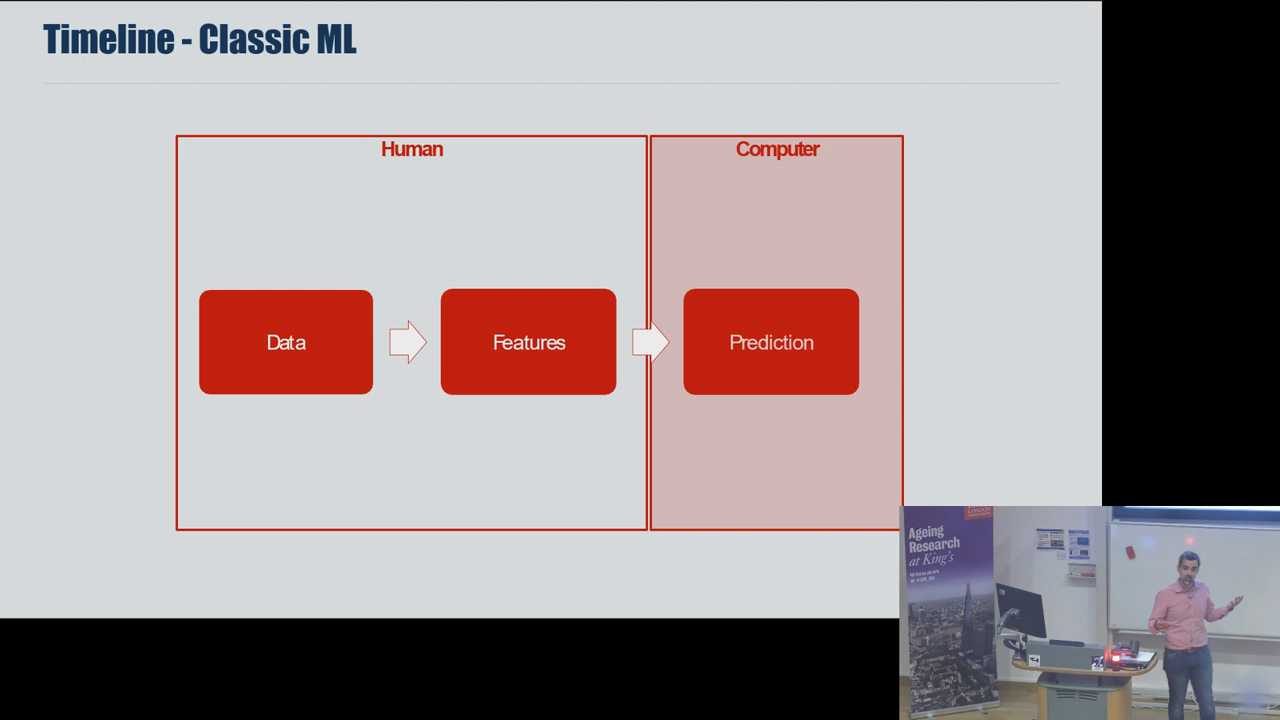 Timeline - Classic ML
Human
Computer
Data
Features
Prediction
Ageing
Research
at King's